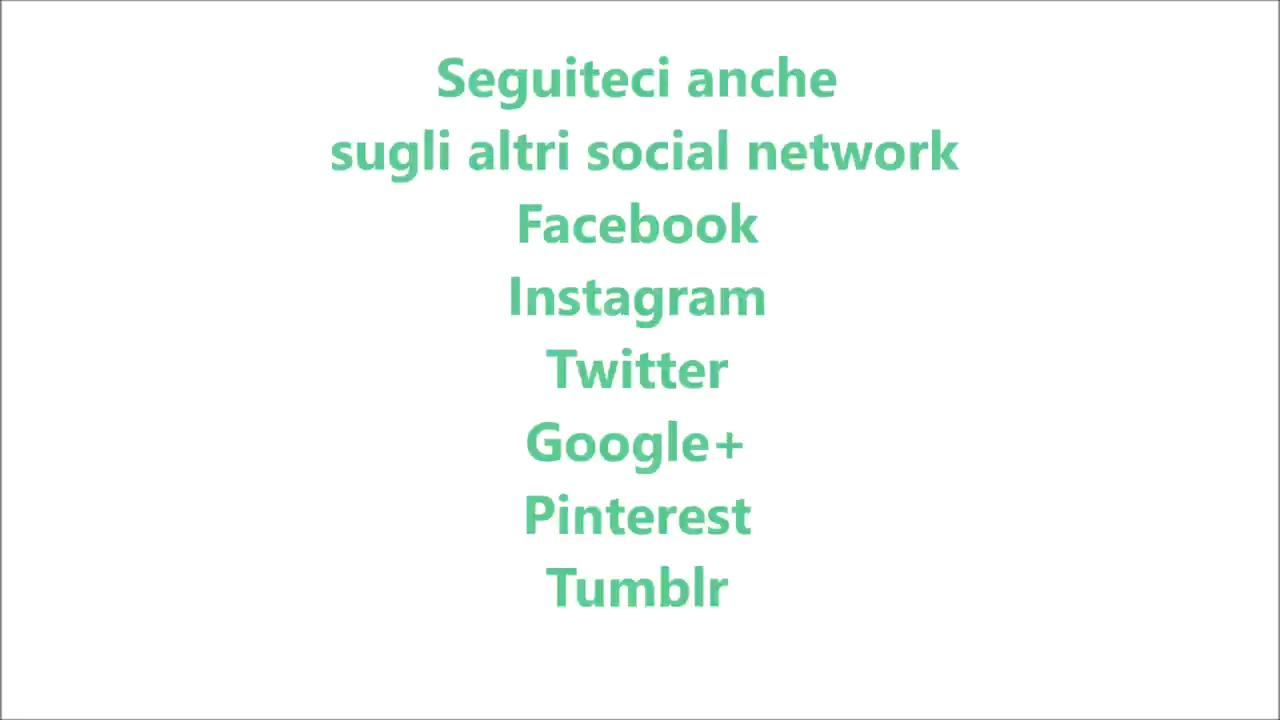 Seguiteci anche
sugli altri social network
Facebook
Instagram
Twitter
Google+
Pinterest
Tumblr